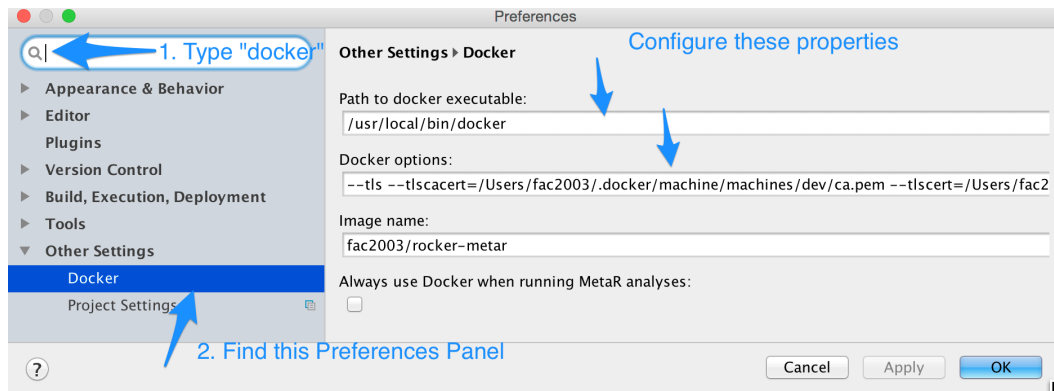 Preferences
1. Type "docker"
Appearance & Behavior
Editor
Plugins
Version Control
Build, Execution, Deployment
Tools
Other Settings
Docker
Project Settings
2. Find this Preferences Panel
Other Settings ▸ Docker
Configure these properties
Path to docker executable:
/usr/local/bin/docker
Docker options:
--tls --tlscacert=/Users/fac2003/.docker/machine/machines/dev/ca.pem --tlscert=/Users/fac2
Image name:
fac2003/rocker-metar
Always use Docker when running MetaR analyses:
?
Cancel
Apply
OK